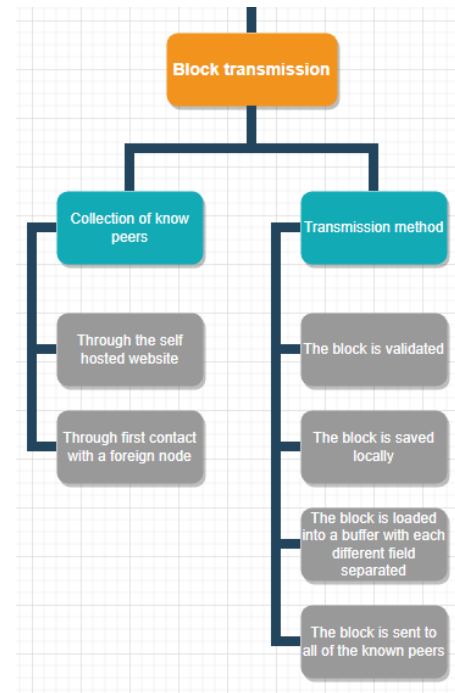 Block transmission
Collection of know
peers
Through the self
hosted website
Through first contact
with a foreign node
Transmission method
The block is validated
The block is saved
locally
The block is loaded
into a buffer with each
different field
separated
The block is sent to
all of the known peers